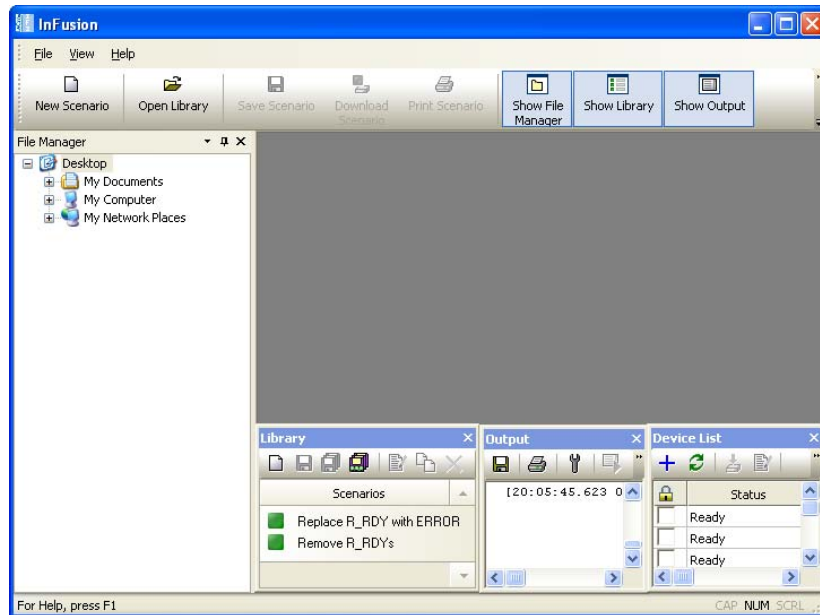 InFusion
File View Help
New Scenario Open Library Save Scenario Download Scenario Print Scenario Show File Manager Show Library Show Output
File Manager
Desktop
My Documents
My Computer
My Network Places
Library
Scenarios
Replace R_RDY with ERROR
Remove R_RDYs
Output
[20:05:45.623 0
Device List
Status
Ready
Ready
Ready
For Help, press F1
CAP NUM SCRL